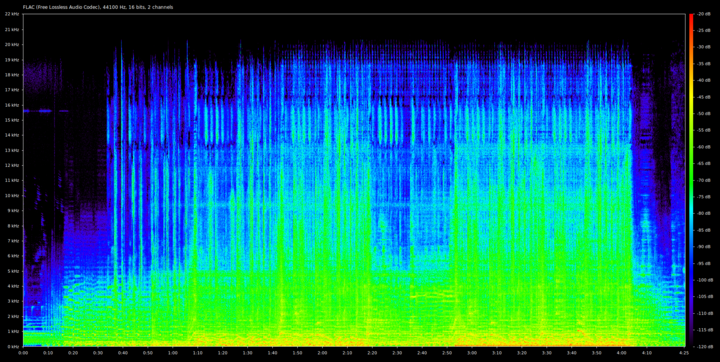 FLAC (Free Lossless Audio Codec), 44100 Hz, 16 bits, 2 channels
22 kHz
21 kHz
20 kHz
19 kHz
18 kHz
17 kHz
16 kHz
15 kHz
14 kHz
13 kHz
12 kHz
11 kHz
10 kHz
9 kHz
8 kHz
7 kHz
6 kHz
5 kHz
4 kHz
3 kHz
2 kHz
1 kHz
0 kHz
-20 dB
-25 dB
-30 dB
-35 dB
-40 dB
-45 dB
-50 dB
-55 dB
-60 dB
-65 dB
-70 dB
-75 dB
-80 dB
-85 dB
-90 dB
-95 dB
-100 dB
-105 dB
-110 dB
-115 dB
-120 dB
0:00 0:10 0:20 0:30 0:40 0:50 1:00 1:10 1:20 1:30 1:40 1:50 2:00 2:10 2:20 2:30 2:40 2:50 3:00 3:10 3:20 3:30 3:40 3:50 4:00 4:10 4:25